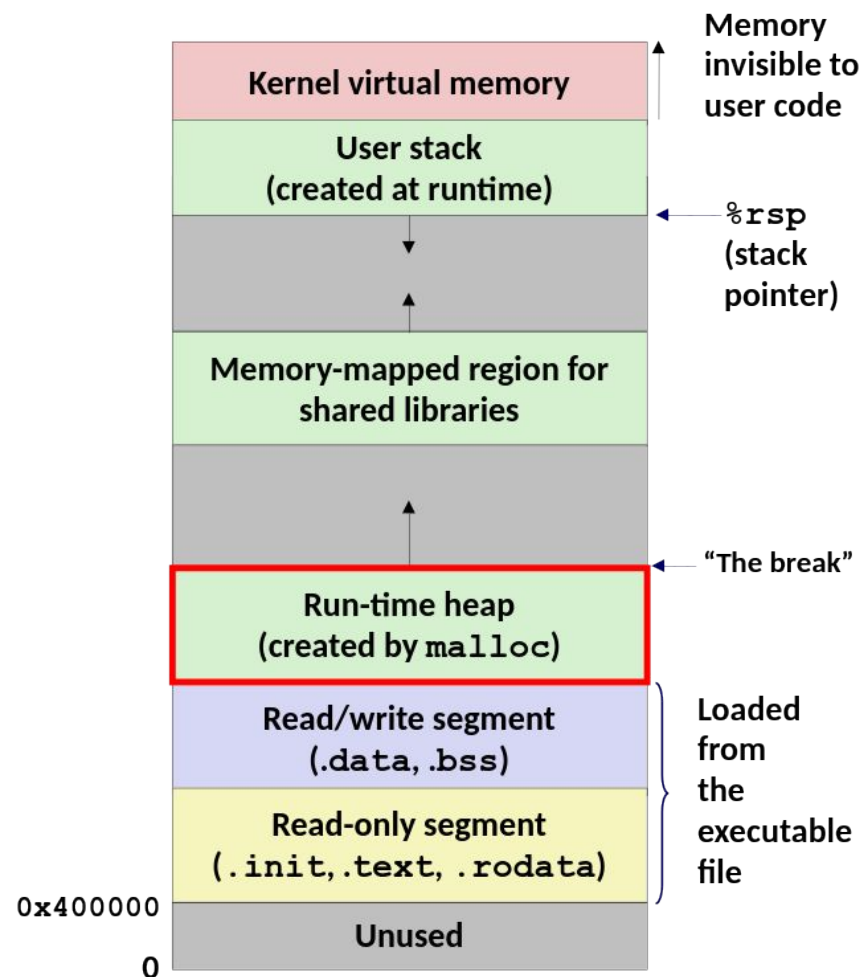 Memory
invisible to
user code
Kernel virtual memory
User stack
(created at runtime)
%rsp
(stack
pointer)
Memory-mapped region for
shared libraries
“The break”
Run-time heap
(created by malloc)
Read/write segment
(.data, .bss)
Loaded
from
the
executable
file
Read-only segment
(.init, .text, .rodata)
0x400000
Unused
0